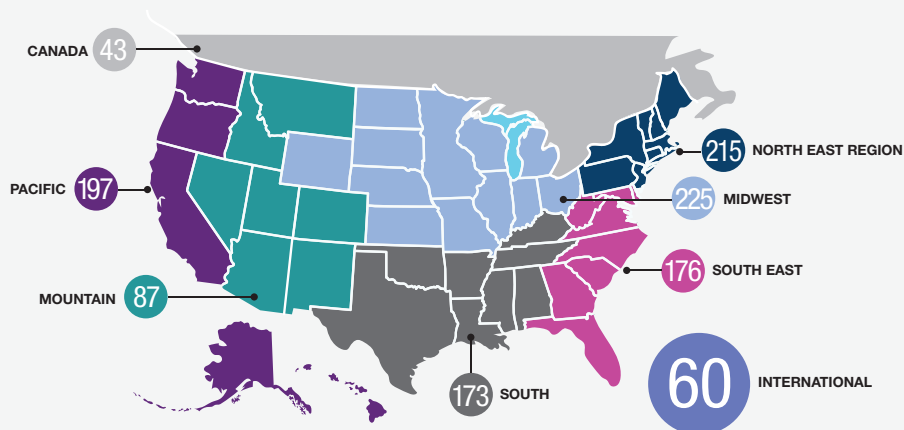 CANADA 43
215 NORTH EAST REGION
PACIFIC 197
225 MIDWEST
176 SOUTH EAST
MOUNTAIN 87
60 INTERNATIONAL
173 SOUTH